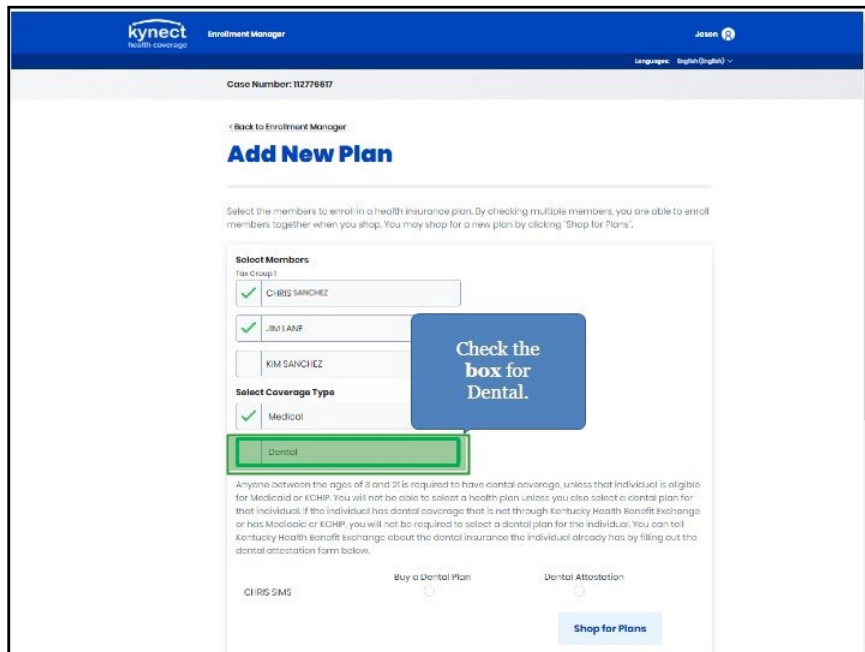 kynect
health coverage
Enrollment Manager
Jason
Languages: English (English)
Case Number: 112776617
< Back to Enrollment Manager
Add New Plan
Select the members to enroll in a health insurance plan. By checking multiple members, you are able to enroll
members together when you shop. You may shop for a new plan by clicking "Shop for Plans".
Select Members
Tax Group 1
CHRIS SANCHEZ
JIM LANE
KIM SANCHEZ
Check the
box for
Dental.
Select Coverage Type
Medical
Dental
Anyone between the ages of 3 and 21 is required to have dental coverage, unless that individual is eligible
for Medicaid or KCHIP. You will not be able to select a health plan unless you also select a dental plan for
that individual. If the individual has dental coverage that is not through Kentucky Health Benefit Exchange
or has Medicaid or KCHIP, you will not be required to select a dental plan for the individual. You can tell
Kentucky Health Benefit Exchange about the dental insurance the individual already has by filling out the
dental attestation form below.
Buy a Dental Plan
Dental Attestation
CHRIS SIMS
Shop for Plans